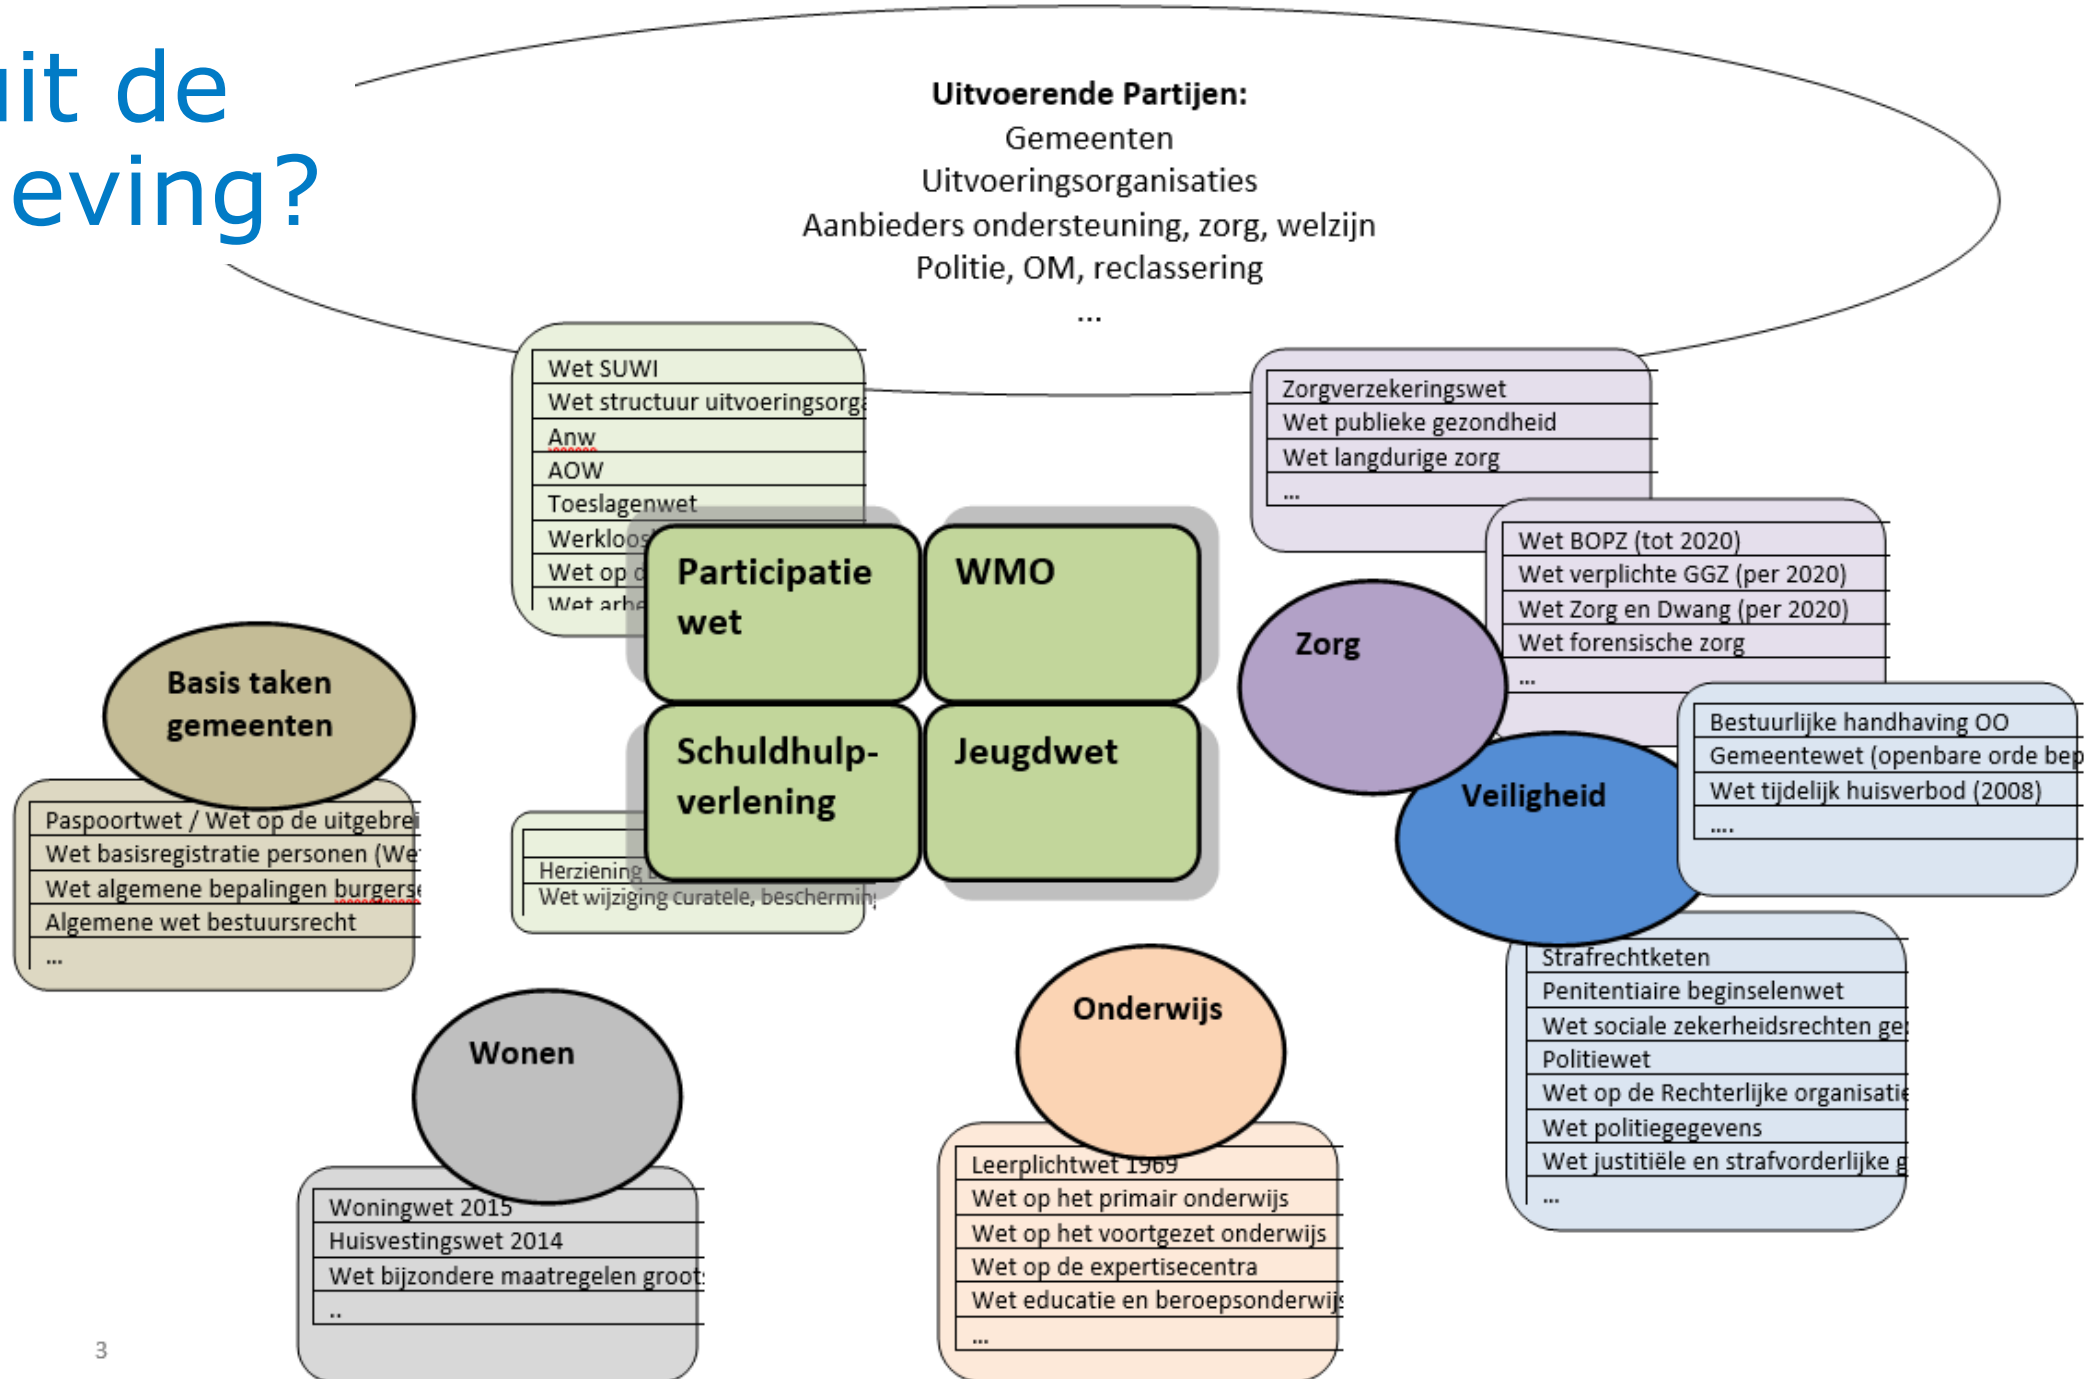 uit de
eving?
Uitvoerende Partijen:
Gemeenten
Uitvoeringsorganisaties
Aanbieders ondersteuning, zorg, welzijn
Politie, OM, reclassering
...
Wet SUWI
Wet structuur uitvoeringsorga
Anw
AOW
Toeslagenwet
Werkloos
Wet op d
Wet arbe
Zorgverzekeringswet
Wet publieke gezondheid
Wet langdurige zorg
...
Wet BOPZ (tot 2020)
Wet verplichte GGZ (per 2020)
Wet Zorg en Dwang (per 2020)
Wet forensische zorg
...
Participatie
wet
WMO
Schuldhulp-
verlening
Jeugdwet
Zorg
Veiligheid
Bestuurlijke handhaving OO
Gemeentewet (openbare orde bep
Wet tijdelijk huisverbod (2008)
....
Basis taken
gemeenten
Paspoortwet / Wet op de uitgebrei
Wet basisregistratie personen (We
Wet algemene bepalingen burgerse
Algemene wet bestuursrecht
...
Herziening
Wet wijziging curatele, bescherming
Strafrechtketen
Penitentiaire beginselenwet
Wet sociale zekerheidsrechten ge
Politiewet
Wet op de Rechterlijke organisatie
Wet politiegegevens
Wet justitiële en strafvorderlijke g
...
Wonen
Woningwet 2015
Huisvestingswet 2014
Wet bijzondere maatregelen groots
..
Onderwijs
Leerplichtwet 1969
Wet op het primair onderwijs
Wet op het voortgezet onderwijs
Wet op de expertisecentra
Wet educatie en beroepsonderwijs
...
3